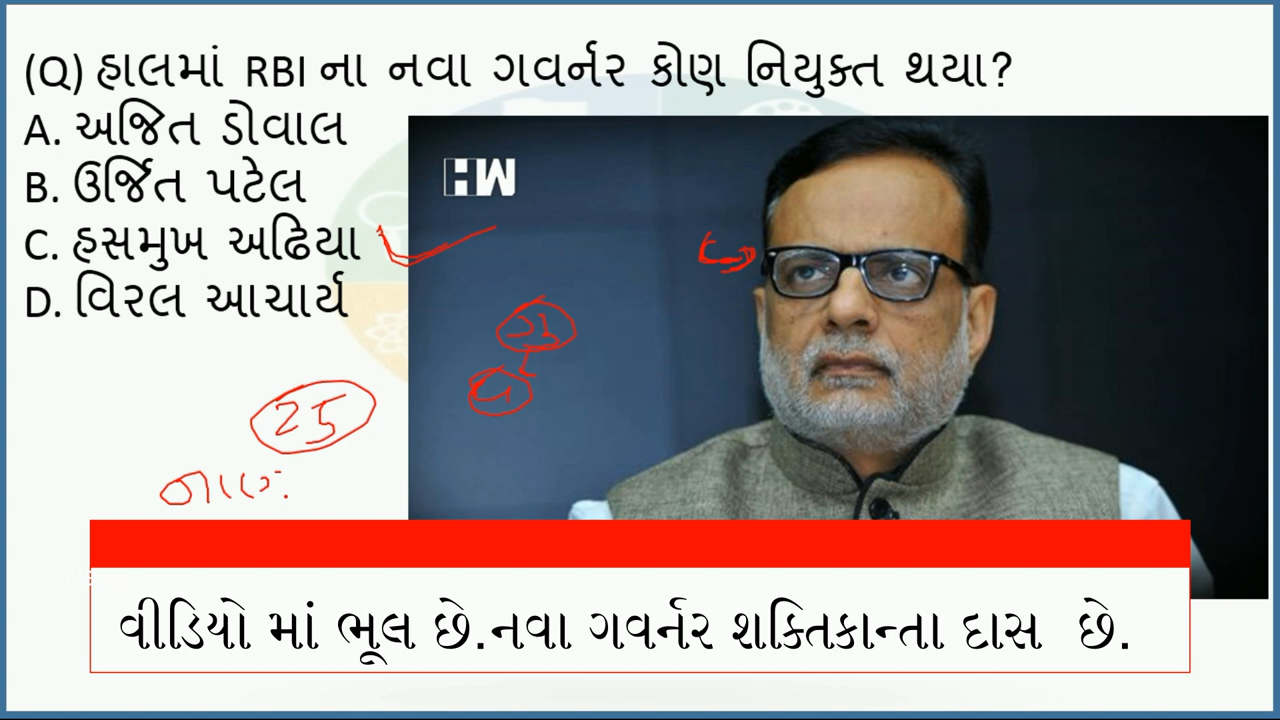 (Q) હાલમાં RBI ના નવા ગવર્નર કોણ નિયુક્ત થયા?
A. અજિત ડોવાલ
B. ઉર્જિત પટેલ
C. હસમુખ અઢિયા
D. વિરલ આચાર્ય
HW
25
વીડિયો માં ભૂલ છે.નવા ગવર્નર શક્તિકાન્તા દાસ છે.